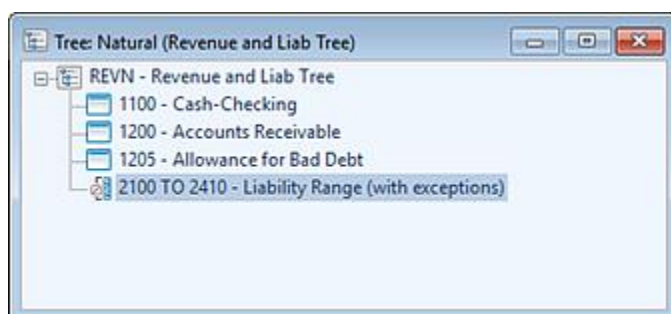 Tree: Natural (Revenue and Liab Tree)
REVN - Revenue and Liab Tree
1100 - Cash-Checking
1200 - Accounts Receivable
1205 - Allowance for Bad Debt
2100 TO 2410 - Liability Range (with exceptions)